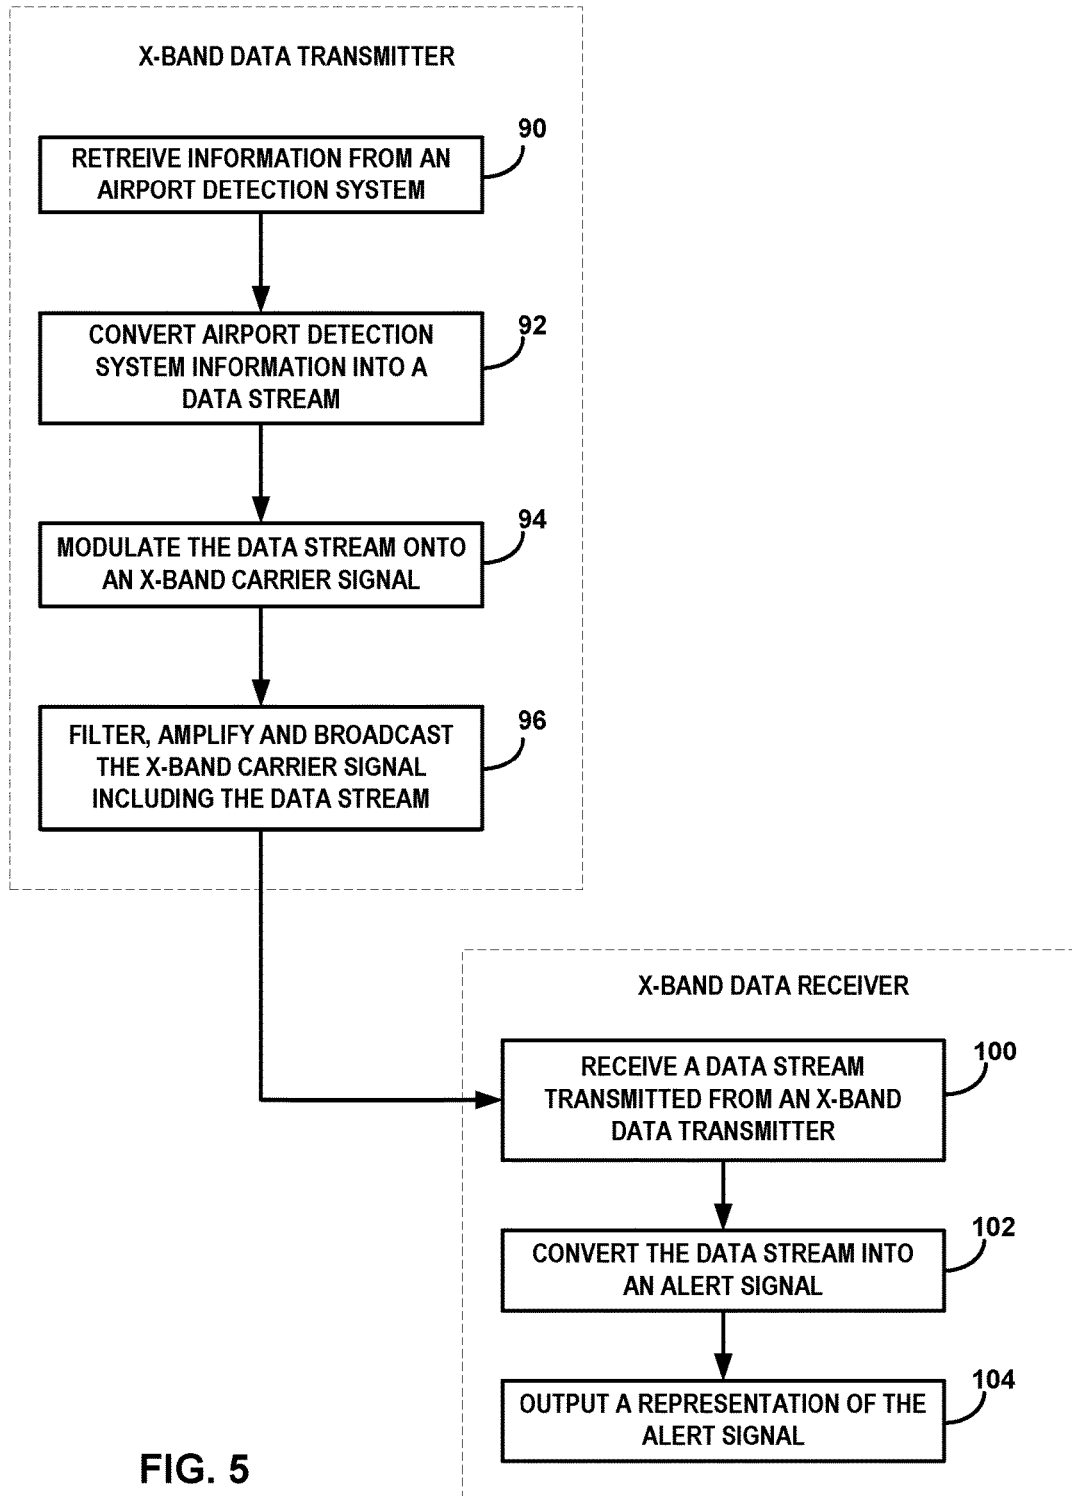 X-BAND DATA TRANSMITTER
90
RETREIVE INFORMATION FROM AN
AIRPORT DETECTION SYSTEM
92
CONVERT AIRPORT DETECTION
SYSTEM INFORMATION INTO A
DATA STREAM
94
MODULATE THE DATA STREAM ONTO
AN X-BAND CARRIER SIGNAL
96
FILTER, AMPLIFY AND BROADCAST
THE X-BAND CARRIER SIGNAL
INCLUDING THE DATA STREAM
X-BAND DATA RECEIVER
100
RECEIVE A DATA STREAM
TRANSMITTED FROM AN X-BAND
DATA TRANSMITTER
102
CONVERT THE DATA STREAM INTO
AN ALERT SIGNAL
104
OUTPUT A REPRESENTATION OF THE
ALERT SIGNAL
FIG. 5